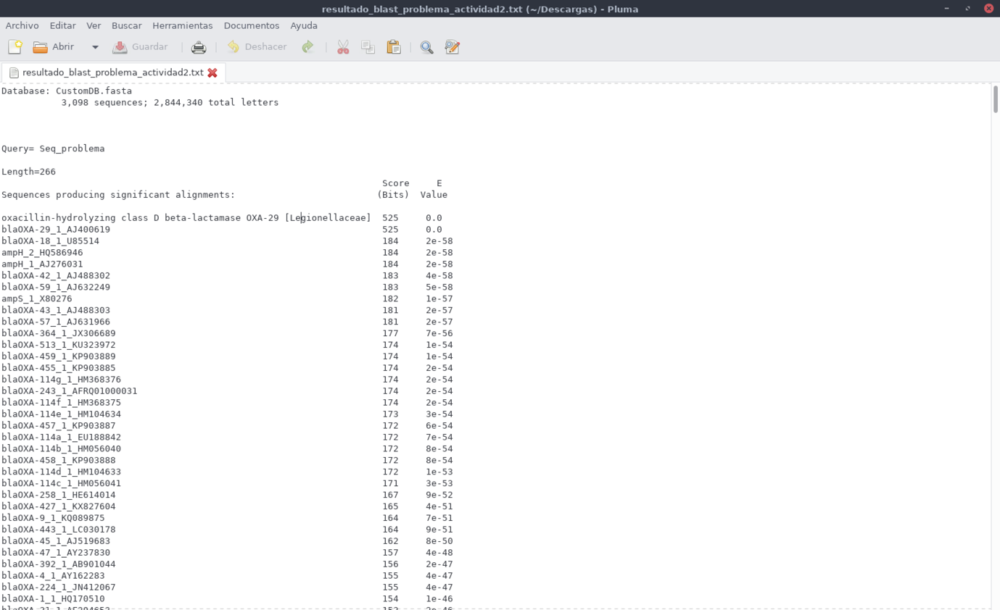 resultado_blast_problema_actividad2.txt (~/Descargas) - Pluma
Archivo Editar Ver Buscar Herramientas Documentos Ayuda
Abrir Guardar Deshacer
resultado_blast_problema_actividad2.txt
Database: CustomDB.fasta
3,098 sequences; 2,844,340 total letters
Query= Seq_problema
Length=266
Score E
Sequences producing significant alignments: (Bits) Value
oxacillin-hydrolyzing class D beta-lactamase OXA-29 [Legionellaceae] 525 0.0
blaOXA-29_1_AJ400619 525 0.0
blaOXA-18_1_U85514 184 2e-58
ampH_2_HQ586946 184 2e-58
ampH_1_AJ276031 184 2e-58
blaOXA-42_1_AJ488302 183 4e-58
blaOXA-59_1_AJ632249 183 5e-58
ampS_1_X80276 182 1e-57
blaOXA-43_1_AJ488303 181 2e-57
blaOXA-57_1_AJ631966 181 2e-57
blaOXA-364_1_JX306689 177 7e-56
blaOXA-513_1_KU323972 174 1e-54
blaOXA-459_1_KP903889 174 1e-54
blaOXA-455_1_KP903885 174 2e-54
blaOXA-114g_1_HM368376 174 2e-54
blaOXA-243_1_AFRQ01000031 174 2e-54
blaOXA-114f_1_HM368375 174 2e-54
blaOXA-114e_1_HM104634 173 3e-54
blaOXA-457_1_KP903887 172 6e-54
blaOXA-114a_1_EU188842 172 7e-54
blaOXA-114b_1_HM056040 172 8e-54
blaOXA-458_1_KP903888 172 8e-54
blaOXA-114d_1_HM104633 172 1e-53
blaOXA-114c_1_HM056041 171 3e-53
blaOXA-258_1_HE614014 167 9e-52
blaOXA-427_1_KX827604 165 4e-51
blaOXA-9_1_KQ089875 164 7e-51
blaOXA-443_1_LC030178 164 9e-51
blaOXA-45_1_AJ519683 162 8e-50
blaOXA-47_1_AY237830 157 4e-48
blaOXA-392_1_AB901044 156 2e-47
blaOXA-4_1_AY162283 155 4e-47
blaOXA-224_1_JN412067 155 4e-47
blaOXA-1_1_HQ170510 154 1e-46